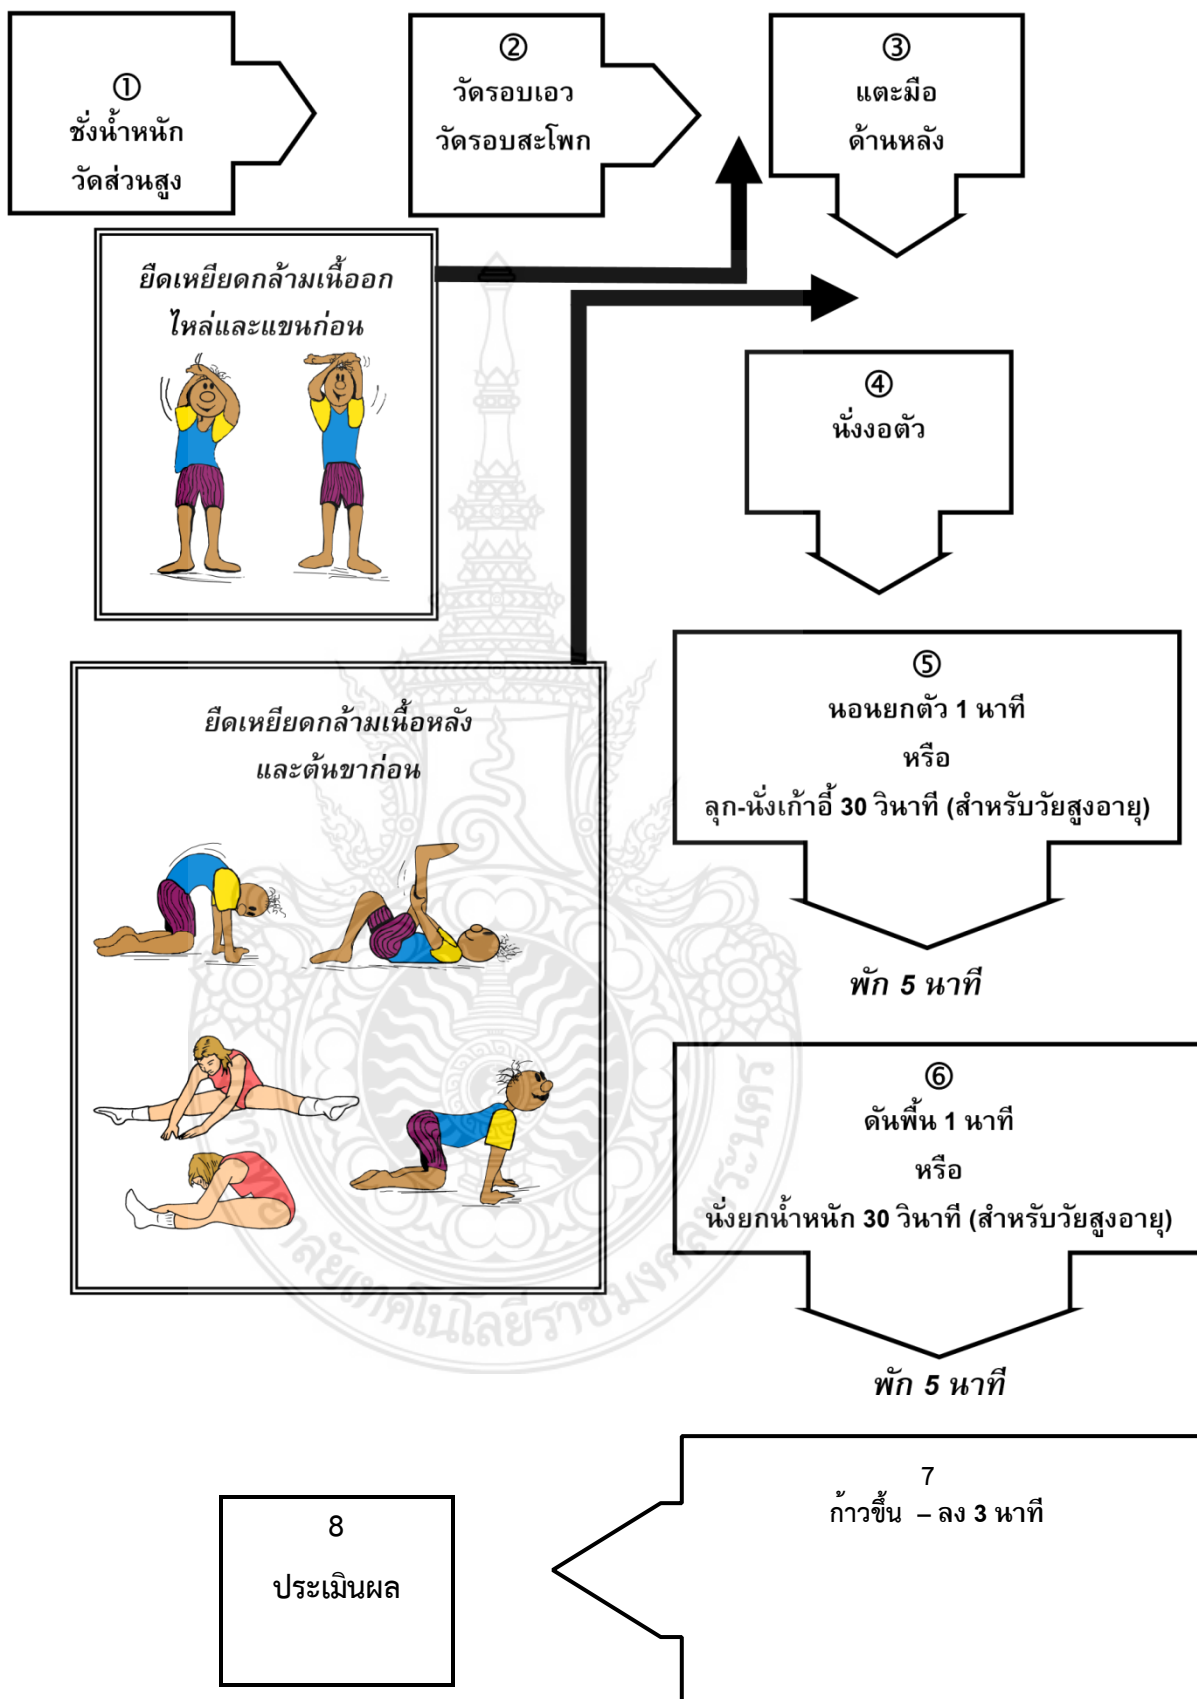 ①
ชั่งน้ำหนัก
วัดส่วนสูง
②
วัดรอบเอว
วัดรอบสะโพก
③
แตะมือ
ด้านหลัง
ยืดเหยียดกล้ามเนื้ออก
ไหล่และแขนก่อน
④
นั่งงอตัว
⑤
นอนยกตัว 1 นาที
หรือ
ลุก-นั่งเก้าอี้ 30 วินาที (สำหรับวัยสูงอายุ)
พัก 5 นาที
ยืดเหยียดกล้ามเนื้อหลัง
และต้นขาก่อน
⑥
ดันพื้น 1 นาที
หรือ
นั่งยกน้ำหนัก 30 วินาที (สำหรับวัยสูงอายุ)
พัก 5 นาที
7
ก้าวขึ้น – ลง 3 นาที
8
ประเมินผล